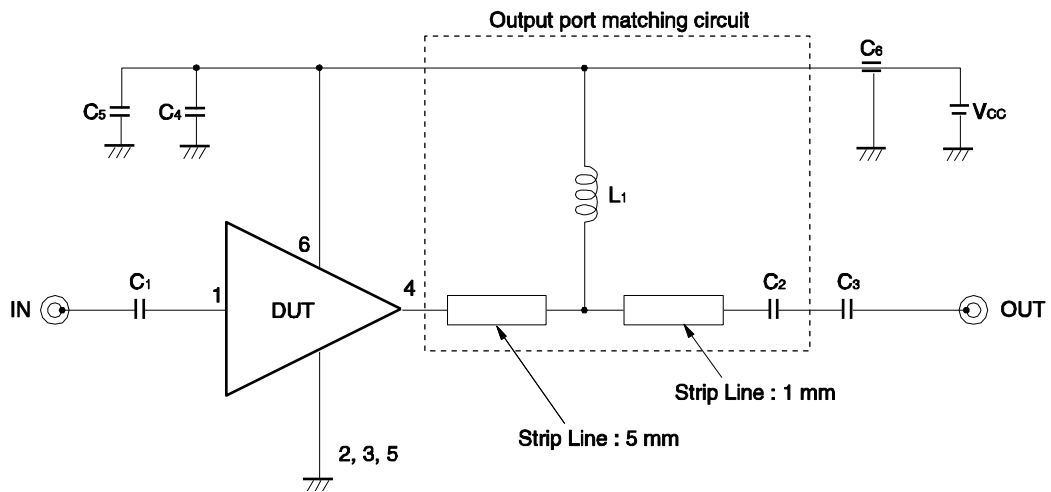 Output port matching circuit
C6
C5
C4
VCC
L1
6
C1
1
4
C2
C3
IN
DUT
OUT
Strip Line : 1 mm
Strip Line : 5 mm
2, 3, 5